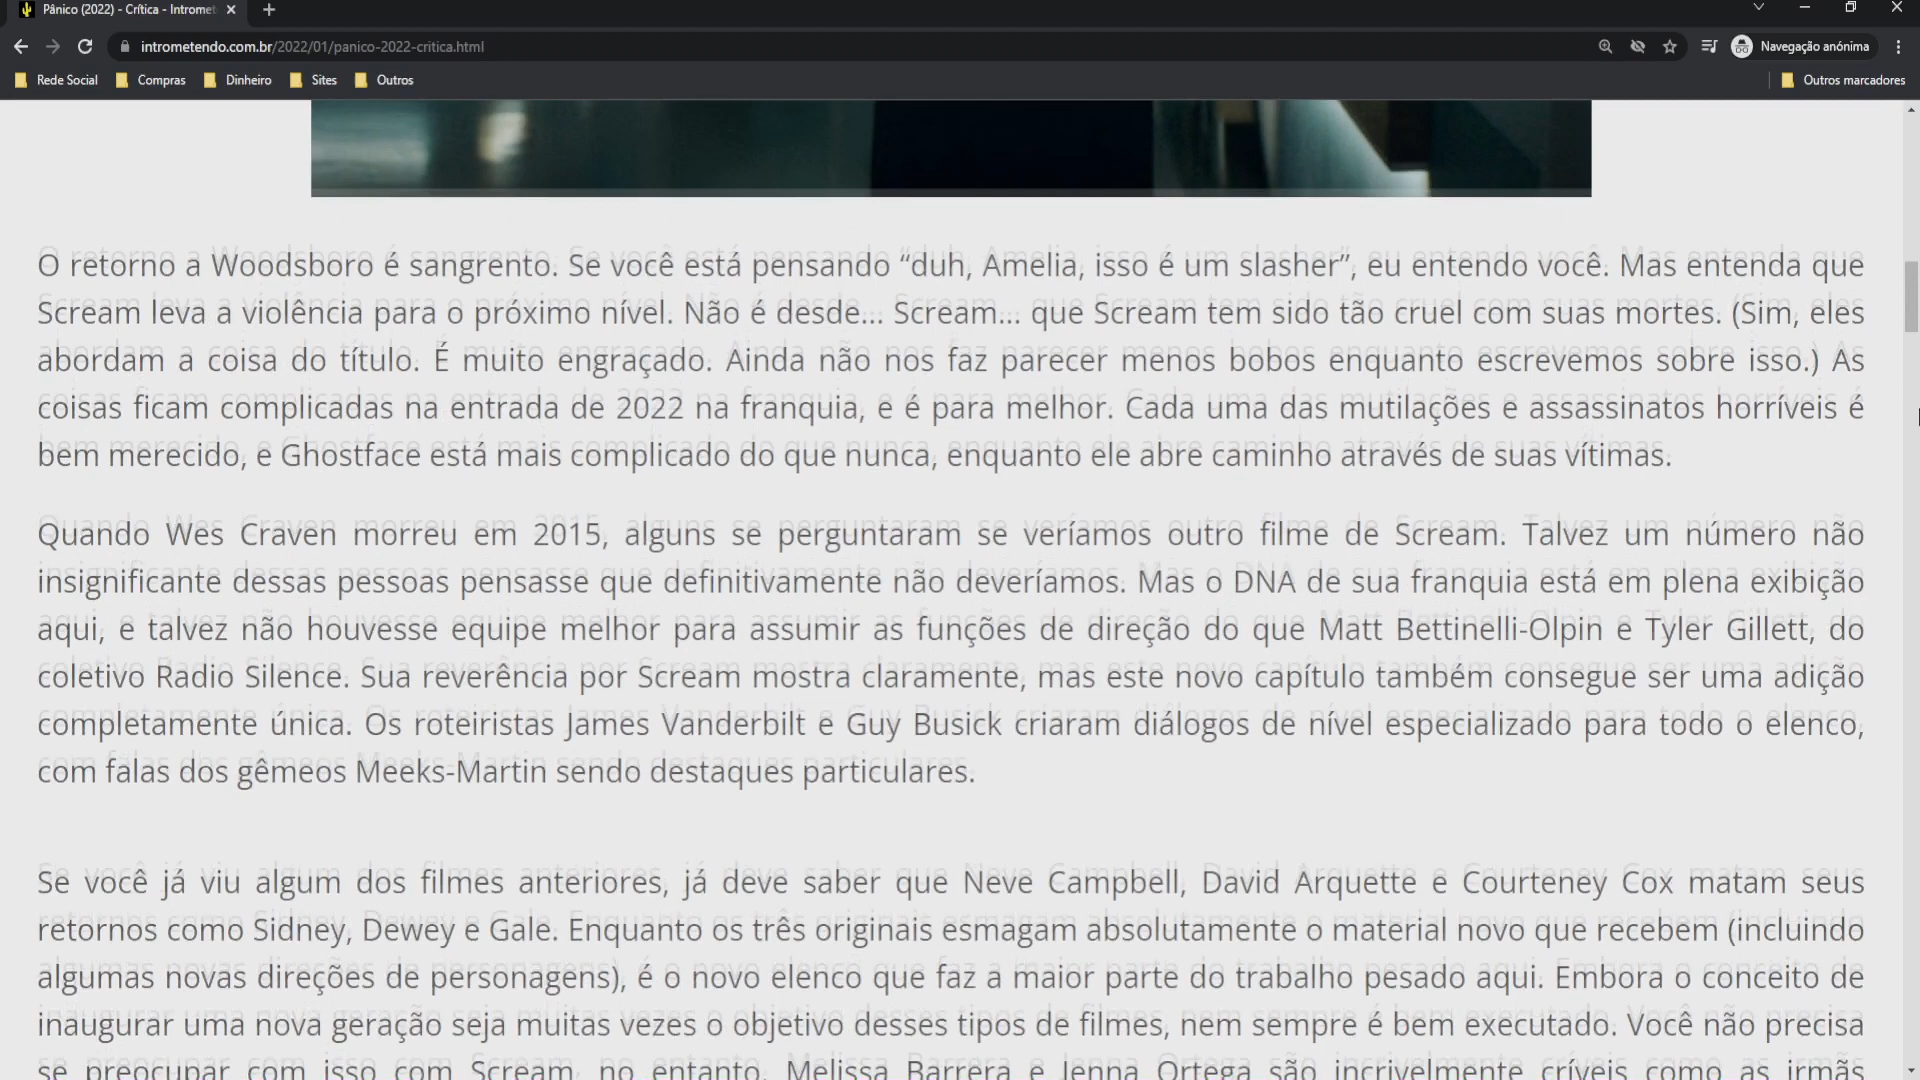 Pânico (2022) - Crítica - Intromet
intrometendo.com.br/2022/01/panico-2022-critica.html
Navegação anónima
Rede Social
Compras
Dinheiro
Sites
Outros
Outros marcadores
O retorno a Woodsboro é sangrento. Se você está pensando “duh, Amelia, isso é um slasher”, eu entendo você. Mas entenda que
Scream leva a violência para o próximo nível. Não é desde... Scream... que Scream tem sido tão cruel com suas mortes. (Sim, eles
abordam a coisa do título. É muito engraçado. Ainda não nos faz parecer menos bobos enquanto escrevemos sobre isso.) As
coisas ficam complicadas na entrada de 2022 na franquia, e é para melhor. Cada uma das mutilações e assassinatos horríveis é
bem merecido, e Ghostface está mais complicado do que nunca, enquanto ele abre caminho através de suas vítimas.
Quando Wes Craven morreu em 2015, alguns se perguntaram se veríamos outro filme de Scream. Talvez um número não
insignificante dessas pessoas pensasse que definitivamente não deveríamos. Mas o DNA de sua franquia está em plena exibição
aqui, e talvez não houvesse equipe melhor para assumir as funções de direção do que Matt Bettinelli-Olpin e Tyler Gillett, do
coletivo Radio Silence. Sua reverência por Scream mostra claramente, mas este novo capítulo também consegue ser uma adição
completamente única. Os roteiristas James Vanderbilt e Guy Busick criaram diálogos de nível especializado para todo o elenco,
com falas dos gêmeos Meeks-Martin sendo destaques particulares.
Se você já viu algum dos filmes anteriores, já deve saber que Neve Campbell, David Arquette e Courteney Cox matam seus
retornos como Sidney, Dewey e Gale. Enquanto os três originais esmagam absolutamente o material novo que recebem (incluindo
algumas novas direções de personagens), é o novo elenco que faz a maior parte do trabalho pesado aqui. Embora o conceito de
inaugurar uma nova geração seja muitas vezes o objetivo desses tipos de filmes, nem sempre é bem executado. Você não precisa
se preocupar com isso com Scream, no entanto. Melissa Barrera e Jenna Ortega são incrivelmente críveis como as irmãs